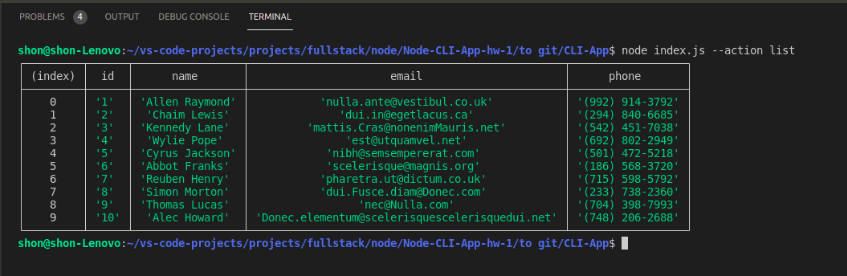 PROBLEMS 4 OUTPUT DEBUG CONSOLE TERMINAL
shon@shon-Lenovo:~/vs-code-projects/projects/fullstack/node/Node-CLI-App-hw-1/to git/CLI-App$ node index.js --action list
(index) id name email phone
0 '1' 'Allen Raymond' 'nulla.ante@vestibul.co.uk' '(992) 914-3792'
1 '2' 'Chaim Lewis' 'dui.in@egetlacus.ca' '(294) 840-6685'
2 '3' 'Kennedy Lane' 'mattis.Cras@nonenimMauris.net' '(542) 451-7038'
3 '4' 'Wylie Pope' 'est@utquamvel.net' '(692) 802-2949'
4 '5' 'Cyrus Jackson' 'nibh@semsempererat.com' '(501) 472-5218'
5 '6' 'Abbot Franks' 'scelerisque@magnis.org' '(186) 568-3720'
6 '7' 'Reuben Henry' 'pharetra.ut@dictum.co.uk' '(715) 598-5792'
7 '8' 'Simon Morton' 'dui.Fusce.diam@Donec.com' '(233) 738-2360'
8 '9' 'Thomas Lucas' 'nec@Nulla.com' '(704) 398-7993'
9 '10' 'Alec Howard' 'Donec.elementum@scelerisquescelerisquedui.net' '(748) 206-2688'
shon@shon-Lenovo:~/vs-code-projects/projects/fullstack/node/Node-CLI-App-hw-1/to git/CLI-App$